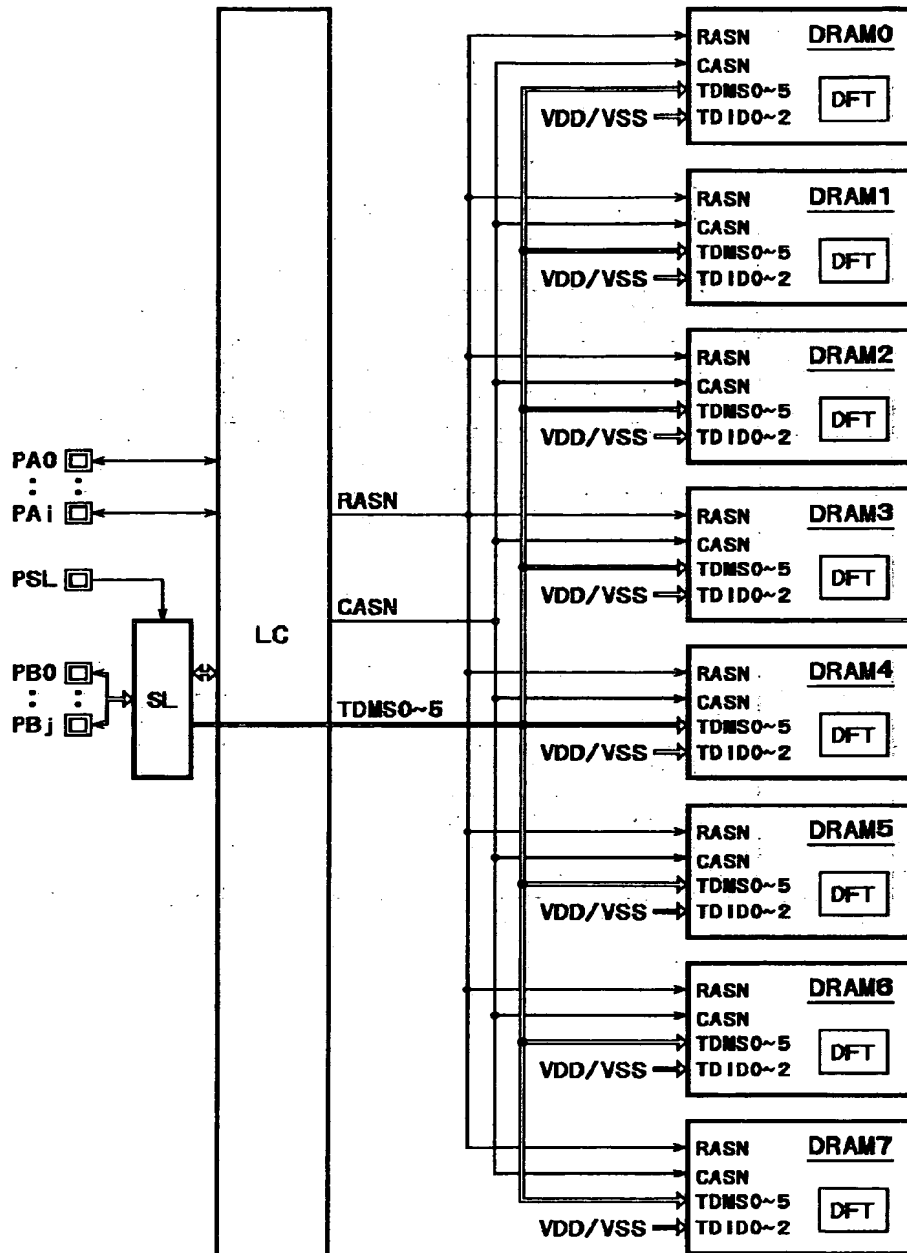 RASN DRAM0
CASN
TDMS0~5 DFT
VDD/VSS TDID0~2
RASN DRAM1
CASN
TDMS0~5 DFT
VDD/VSS TDID0~2
RASN DRAM2
CASN
TDMS0~5 DFT
VDD/VSS TDID0~2
PA0
PAi
RASN
RASN DRAM3
CASN
TDMS0~5 DFT
VDD/VSS TDID0~2
PSL
CASN
LC
PB0
SL
PBj
TDMS0~5
RASN DRAM4
CASN
TDMS0~5 DFT
VDD/VSS TDID0~2
RASN DRAM5
CASN
TDMS0~5 DFT
VDD/VSS TDID0~2
RASN DRAM6
CASN
TDMS0~5 DFT
VDD/VSS TDID0~2
RASN DRAM7
CASN
TDMS0~5 DFT
VDD/VSS TDID0~2